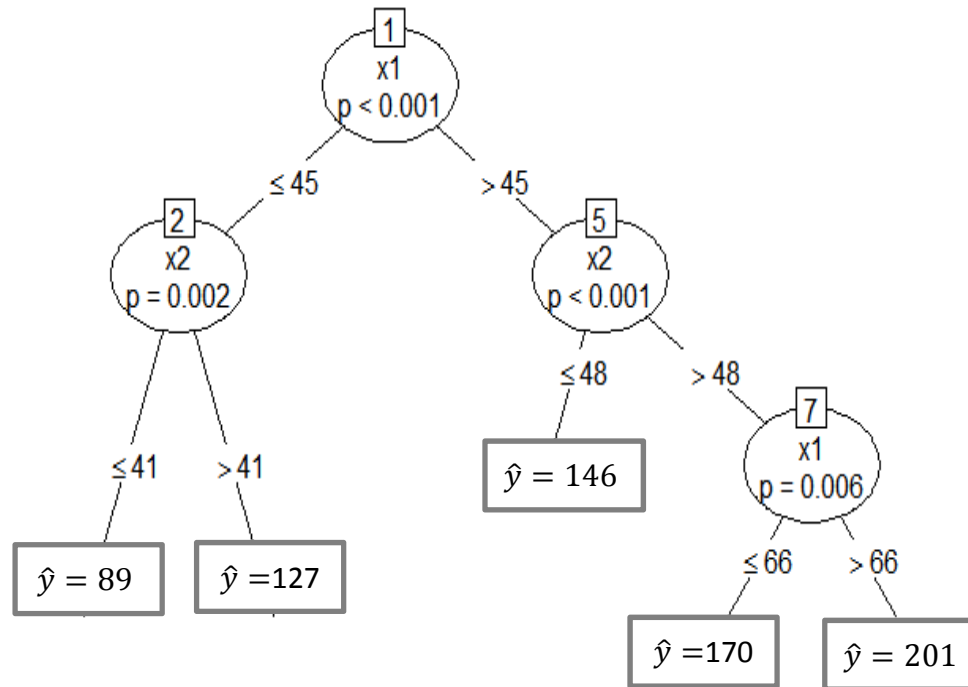 1
x1
p < 0.001
≤ 45
> 45
2
x2
p = 0.002
5
x2
p < 0.001
≤ 48
> 48
7
x1
p = 0.006
≤ 41
> 41
ŷ = 146
≤ 66
> 66
ŷ = 89
ŷ =127
ŷ =170
ŷ = 201